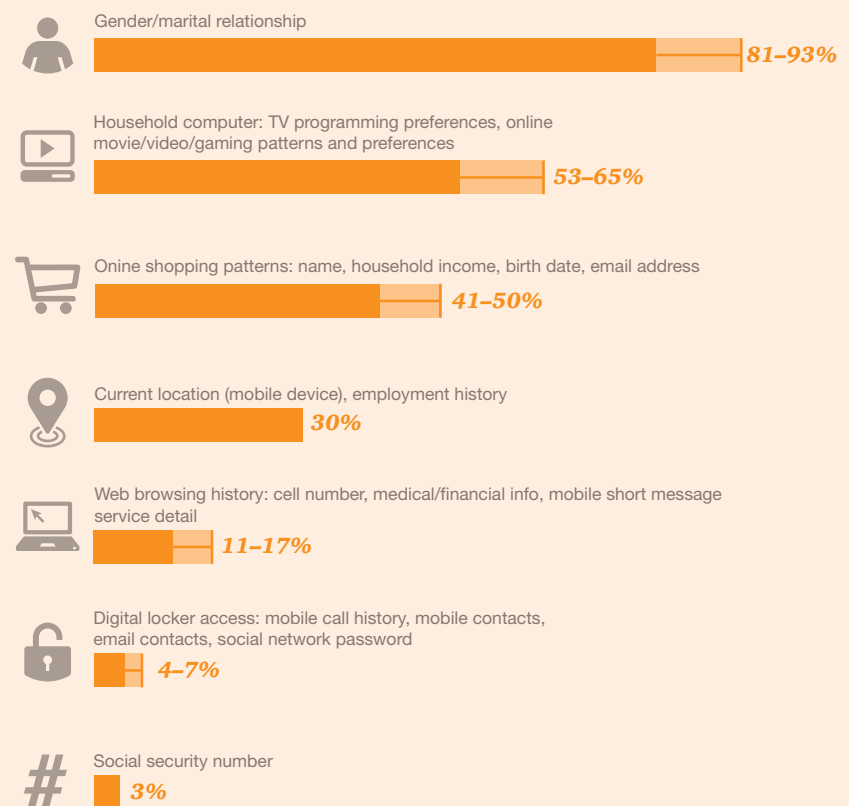 Gender/marital relationship
81–93%
Household computer: TV programming preferences, online
movie/video/gaming patterns and preferences
53–65%
Onine shopping patterns: name, household income, birth date, email address
41–50%
Current location (mobile device), employment history
30%
Web browsing history: cell number, medical/financial info, mobile short message
service detail
11–17%
Digital locker access: mobile call history, mobile contacts,
email contacts, social network password
4–7%
#
Social security number
3%